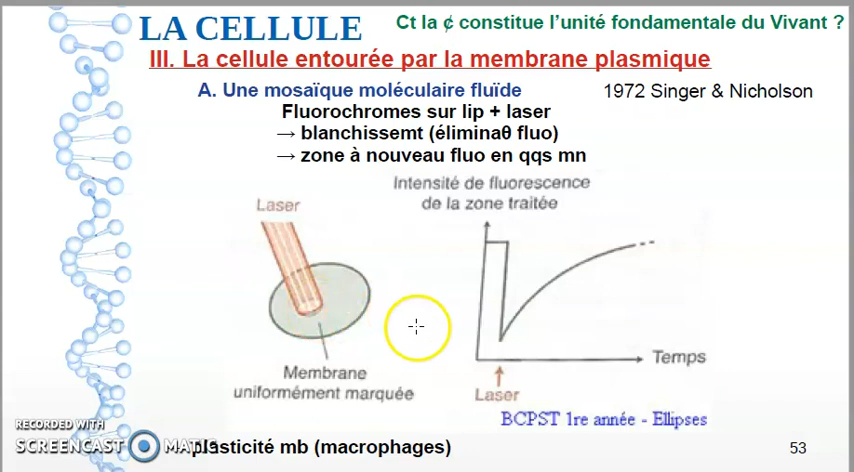 LA CELLULE
Ct la ¢ constitue l'unité fondamentale du Vivant ?
III. La cellule entourée par la membrane plasmique
A. Une mosaïque moléculaire fluïde
1972 Singer & Nicholson
Fluorochromes sur lip + laser
→ blanchissemt (éliminaθ fluo)
→ zone à nouveau fluo en qqs mn
Intensité de fluorescence
de la zone traitée
Laser
Membrane
uniformément marquée
Temps
Laser
BCPST 1re année - Ellipses
RECORDED WITH
SCREENCAST MATIC
plasticité mb (macrophages)
53